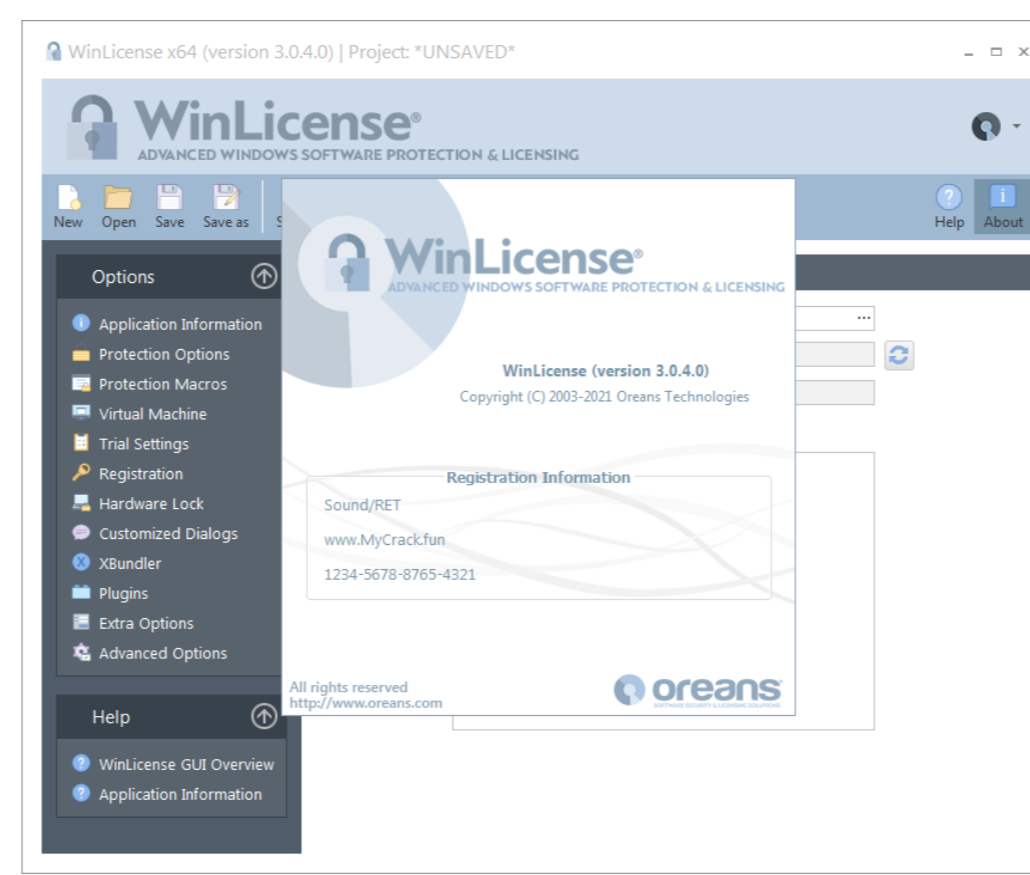 WinLicense x64 (version 3.0.4.0) | Project: *UNSAVED*
WinLicense®
ADVANCED WINDOWS SOFTWARE PROTECTION & LICENSING
New Open Save Save as S
Help About
Options
Application Information
Protection Options
Protection Macros
Virtual Machine
Trial Settings
Registration
Hardware Lock
Customized Dialogs
XBundler
Plugins
Extra Options
Advanced Options
Help
WinLicense GUI Overview
Application Information
WinLicense®
ADVANCED WINDOWS SOFTWARE PROTECTION & LICENSING
WinLicense (version 3.0.4.0)
Copyright (C) 2003-2021 Oreans Technologies
Registration Information
Sound/RET
www.MyCrack.fun
1234-5678-8765-4321
All rights reserved
http://www.oreans.com
oreans
SOFTWARE SECURITY & LICENSING SOLUTIONS
...